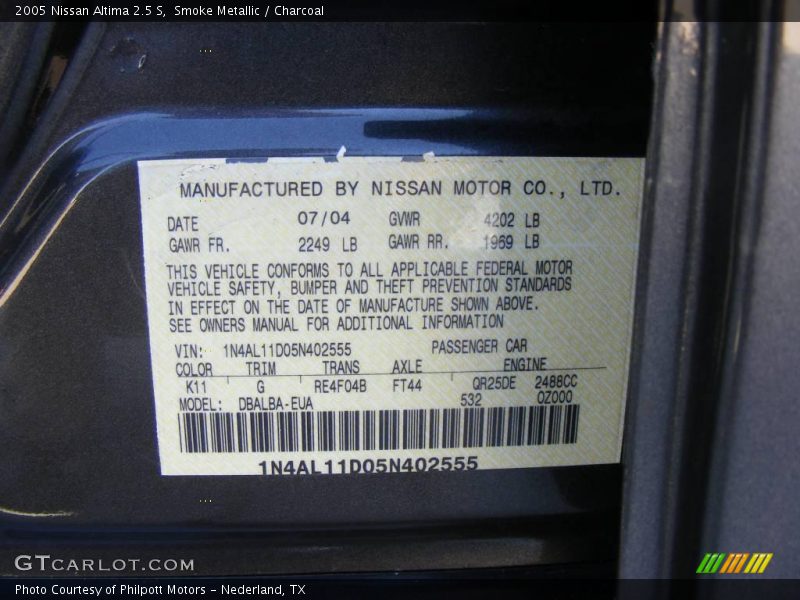 2005 Nissan Altima 2.5 S, Smoke Metallic / Charcoal
MANUFACTURED BY NISSAN MOTOR CO., LTD.
DATE 07/04 GVWR 4202 LB
GAWR FR. 2249 LB GAWR RR. 1969 LB
THIS VEHICLE CONFORMS TO ALL APPLICABLE FEDERAL MOTOR
VEHICLE SAFETY, BUMPER AND THEFT PREVENTION STANDARDS
IN EFFECT ON THE DATE OF MANUFACTURE SHOWN ABOVE.
SEE OWNERS MANUAL FOR ADDITIONAL INFORMATION
VIN: 1N4AL11D05N402555 PASSENGER CAR
COLOR TRIM TRANS AXLE ENGINE
K11 G RE4F04B FT44 QR25DE 2488CC
MODEL: DBALBA-EUA 532 0Z000
1N4AL11D05N402555
GTCARLOT.COM
Photo Courtesy of Philpott Motors - Nederland, TX